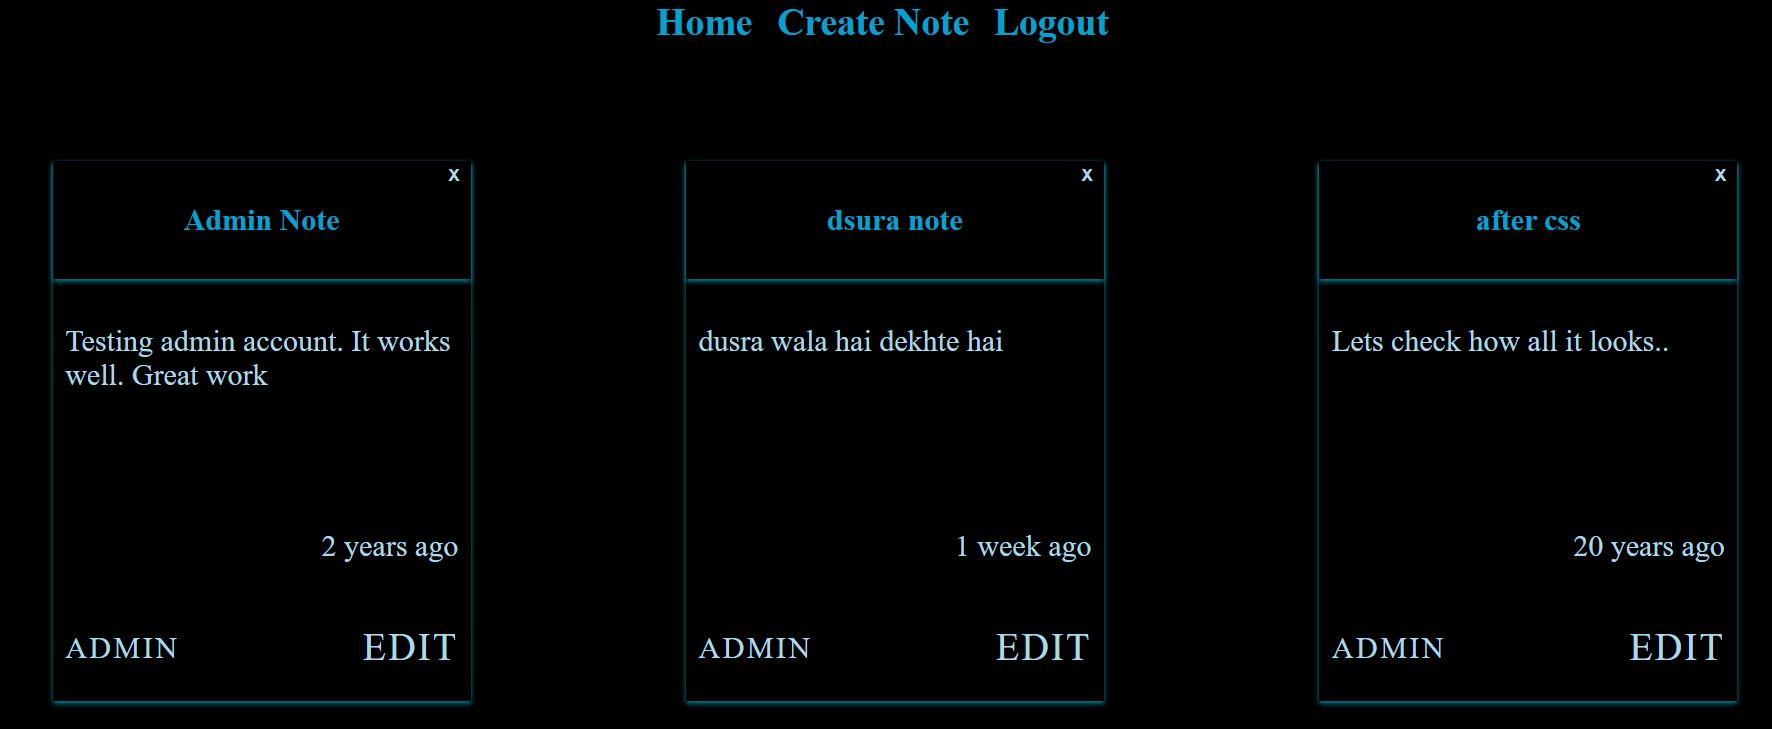 Home Create Note Logout
x
Admin Note
Testing admin account. It works
well. Great work
2 years ago
ADMIN EDIT
x
dsura note
dusra wala hai dekhte hai
1 week ago
ADMIN EDIT
x
after css
Lets check how all it looks..
20 years ago
ADMIN EDIT